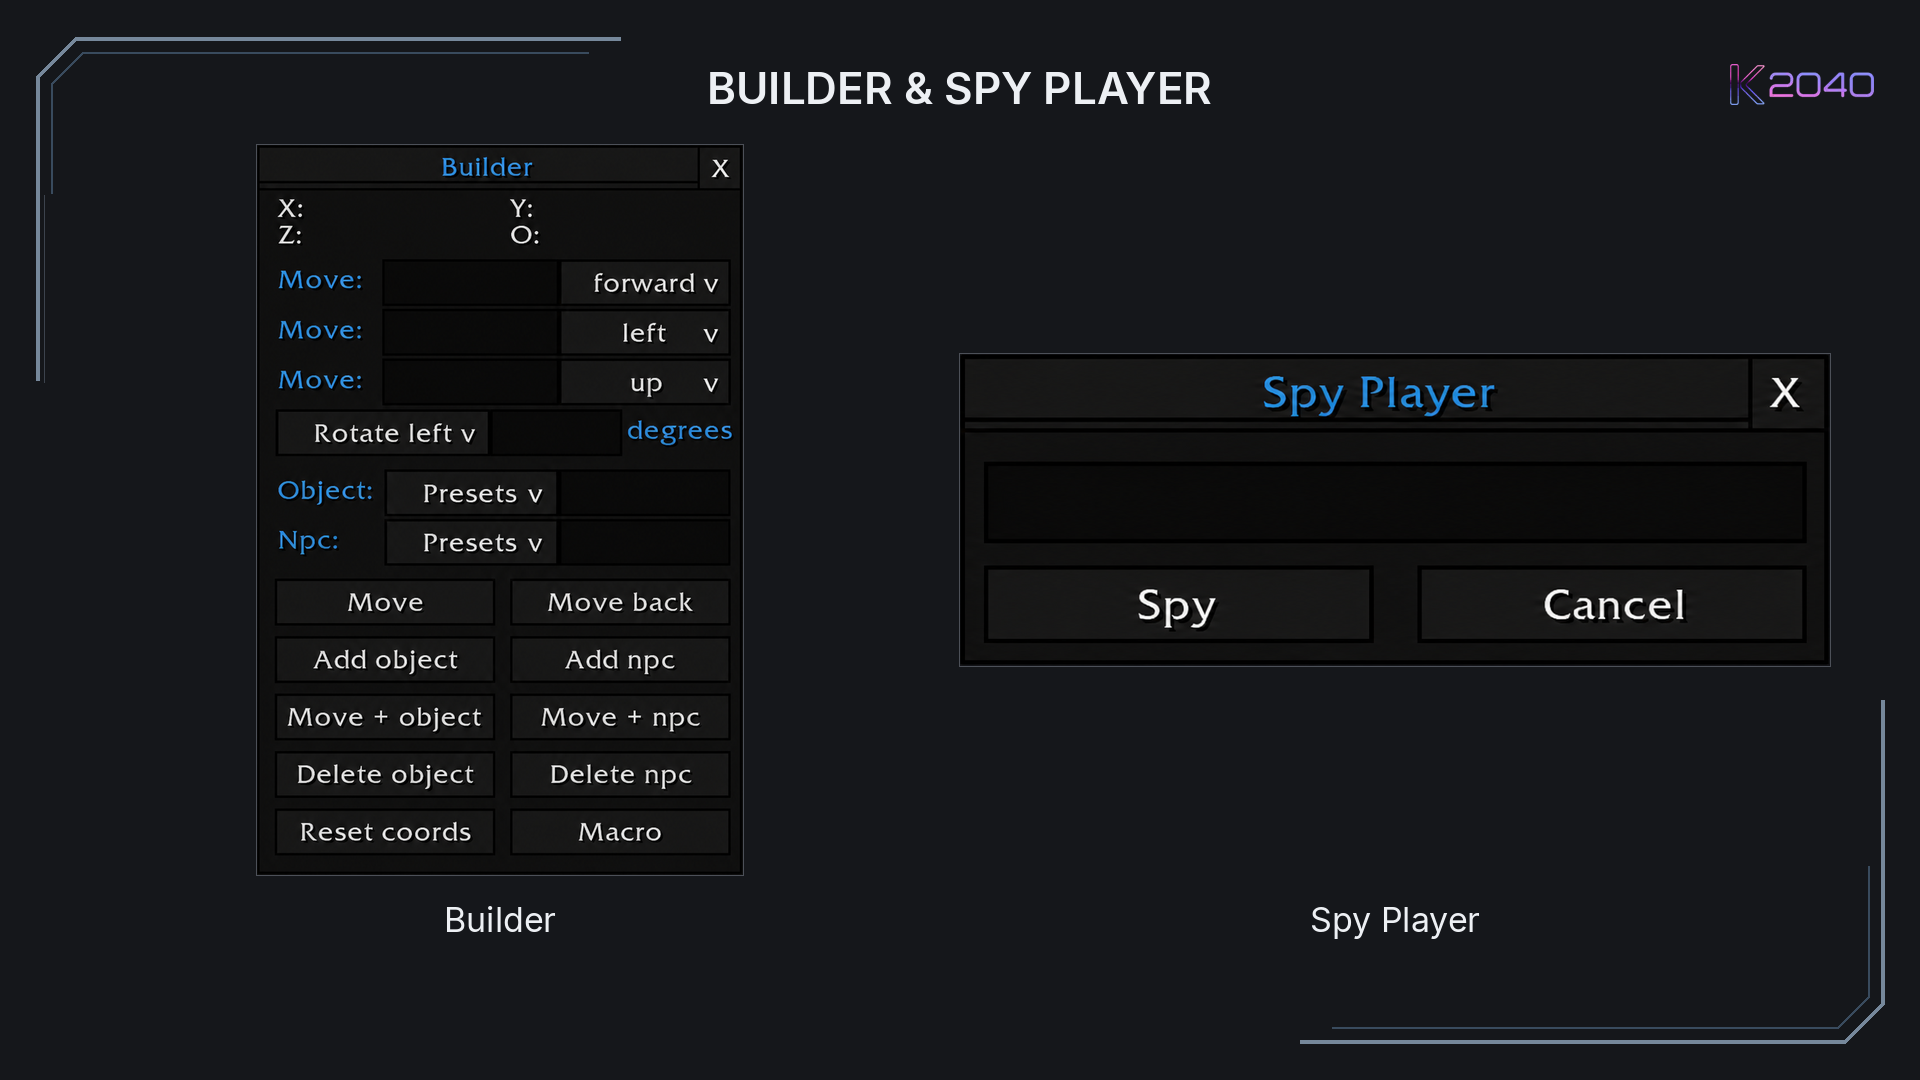 BUILDER & SPY PLAYER
K2040
Builder X
X: Y:
Z: O:
Move: forward v
Move: left v
Move: up v
Rotate left v degrees
Object: Presets v
Npc: Presets v
Move Move back
Add object Add npc
Move + object Move + npc
Delete object Delete npc
Reset coords Macro
Builder
Spy Player X
Spy Cancel
Spy Player